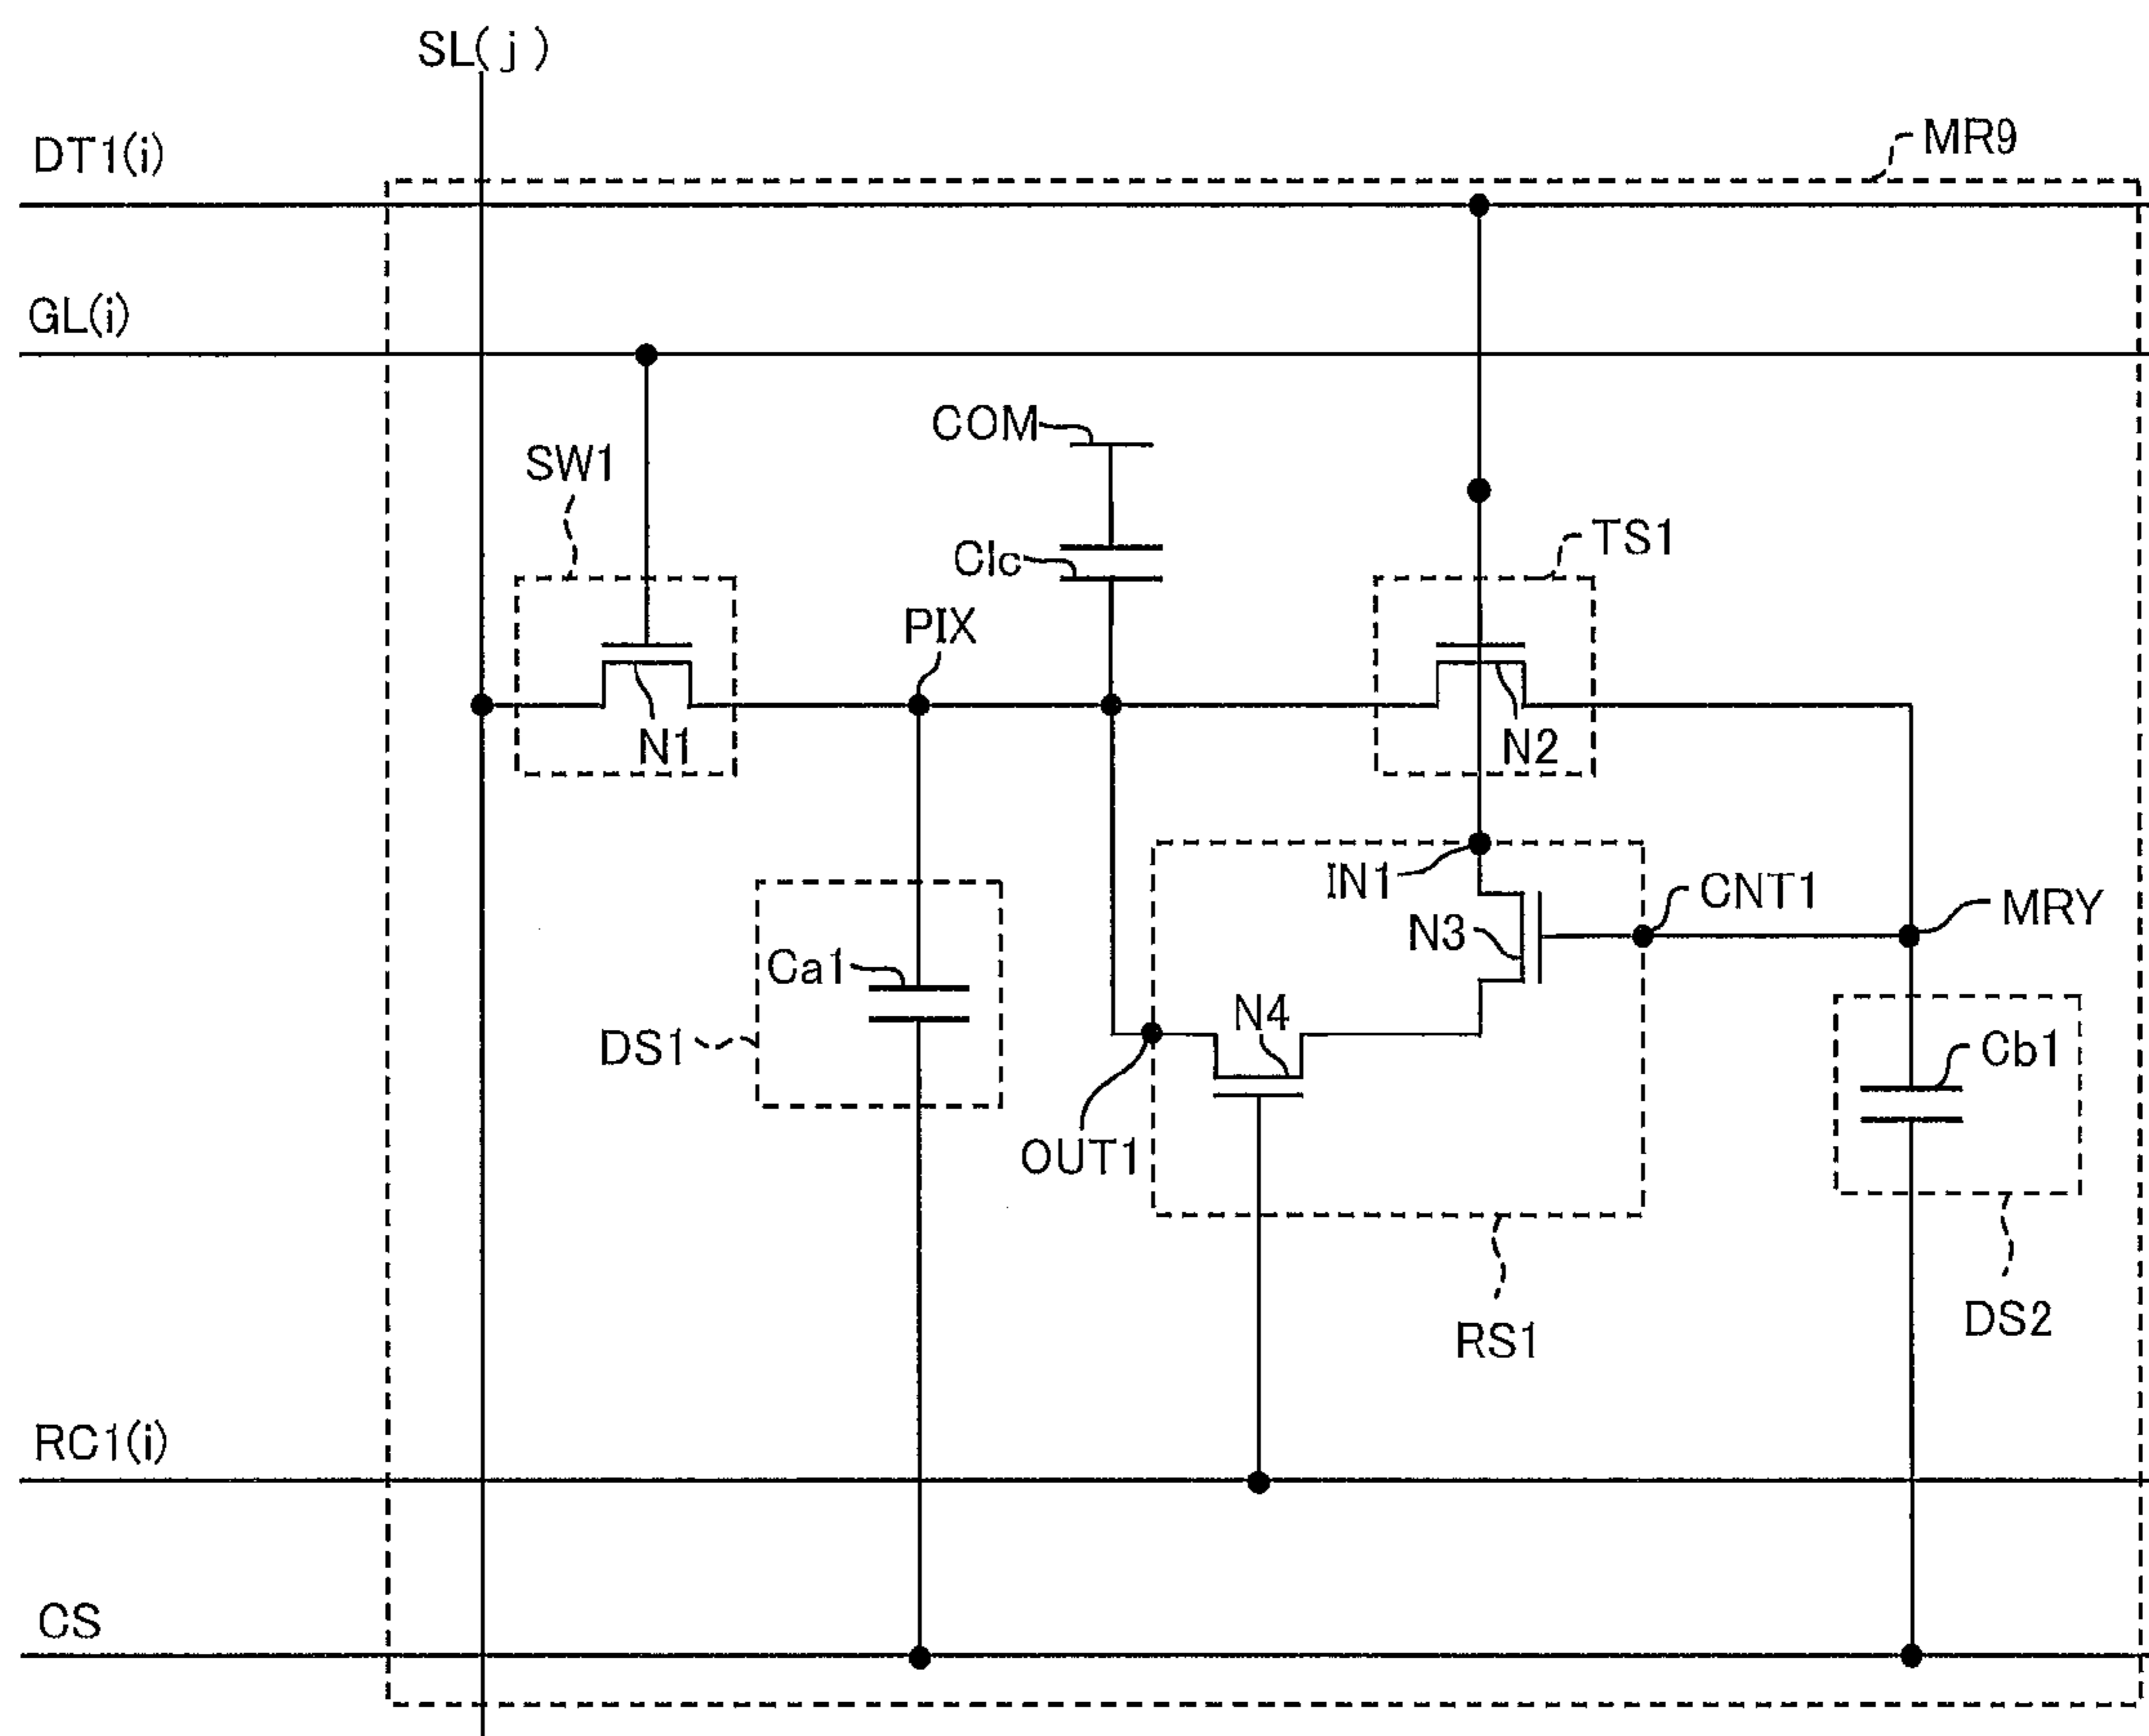 SL(j)
DT1(i)
MR9
GL(i)
COM
SW1
Clc
TS1
PIX
N1
N2
IN1
CNT1
MRY
N3
Ca1
N4
DS1
Cb1
OUT1
DS2
RS1
RC1(i)
CS